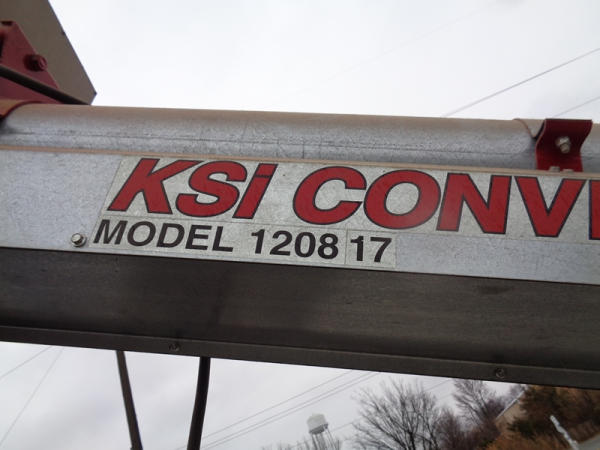 KSi CONV
MODEL 1208 17